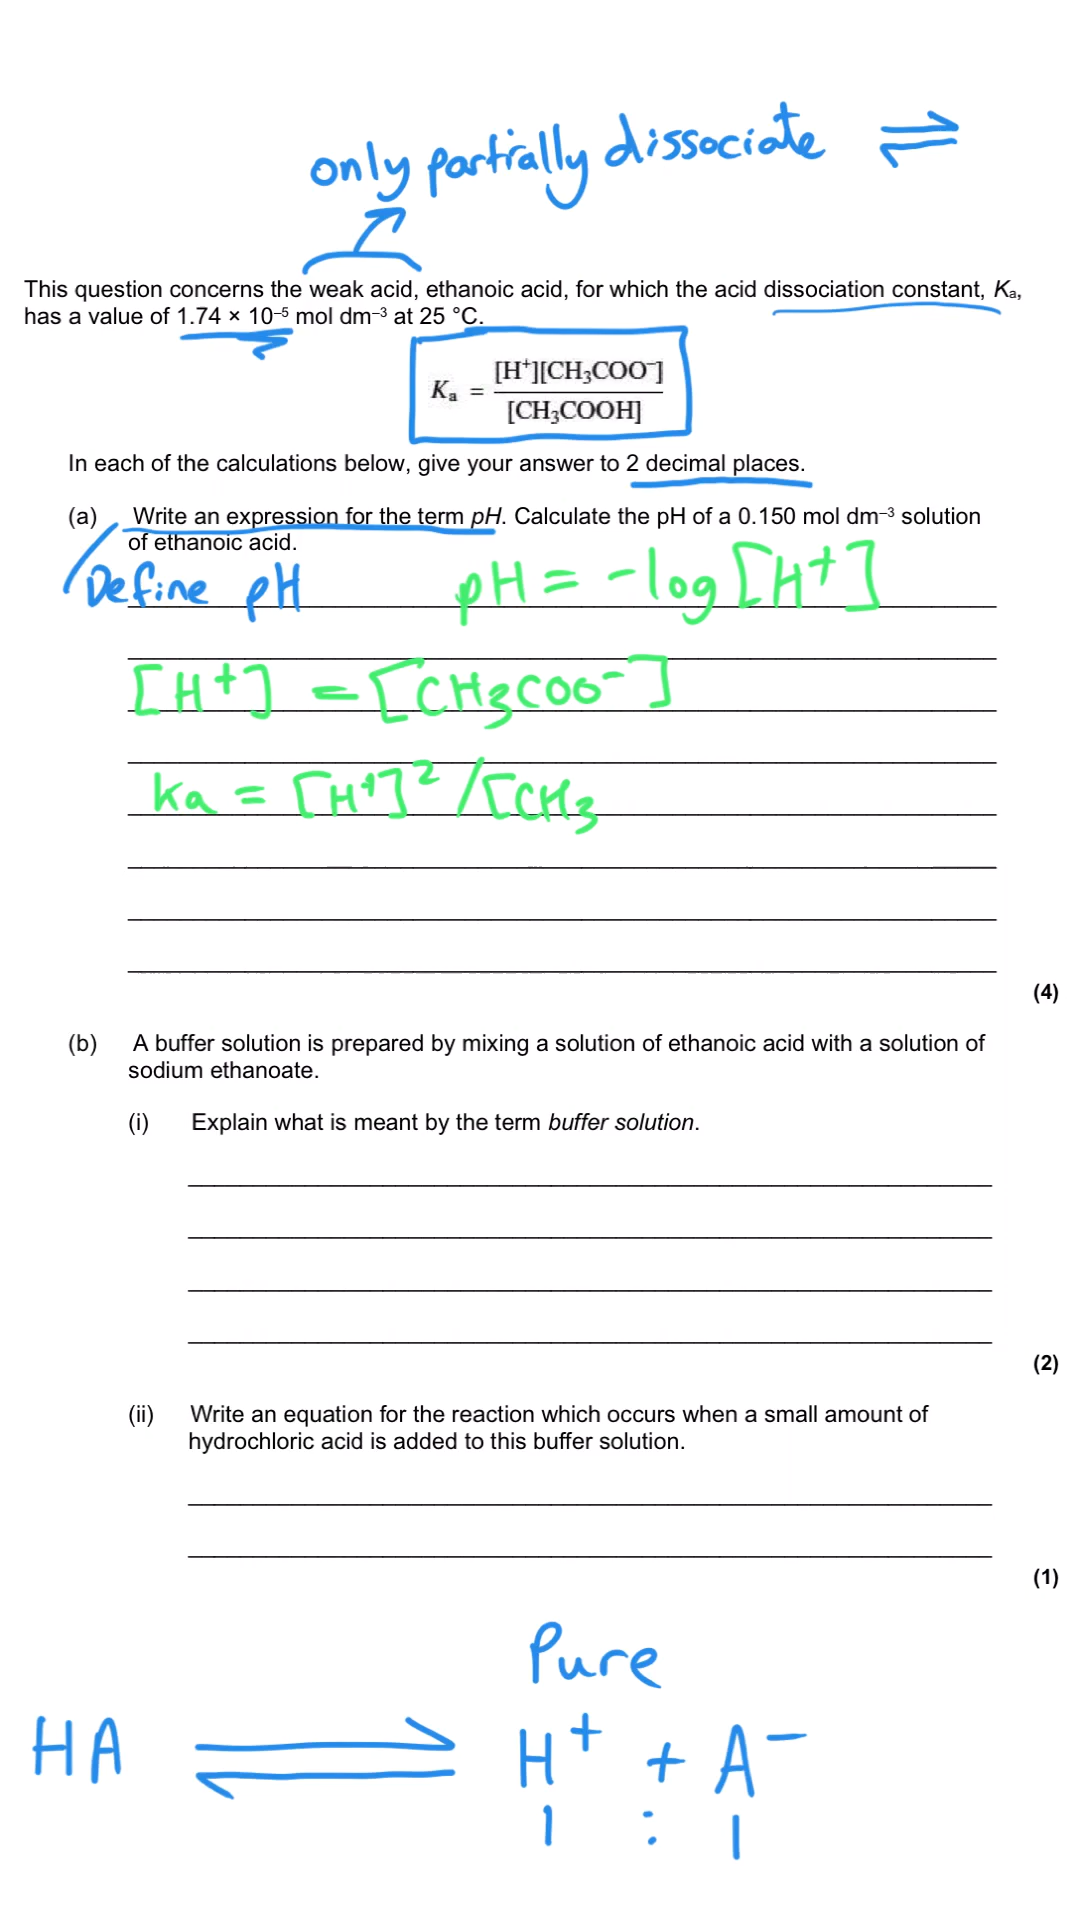 only partially dissociate ⇌
This question concerns the weak acid, ethanoic acid, for which the acid dissociation constant, Kₐ,
has a value of 1.74 × 10⁻⁵ mol dm⁻³ at 25 °C.
Kₐ = [H⁺][CH₃COO⁻] / [CH₃COOH]
In each of the calculations below, give your answer to 2 decimal places.
(a) Write an expression for the term pH. Calculate the pH of a 0.150 mol dm⁻³ solution
of ethanoic acid.
Define pH pH = -log [H+]
[H+] = [CH3COO-]
ka = [H+]² / [CH3
(4)
(b) A buffer solution is prepared by mixing a solution of ethanoic acid with a solution of
sodium ethanoate.
(i) Explain what is meant by the term buffer solution.
(2)
(ii) Write an equation for the reaction which occurs when a small amount of
hydrochloric acid is added to this buffer solution.
(1)
Pure
HA ⇌ H+ + A-
1 : 1